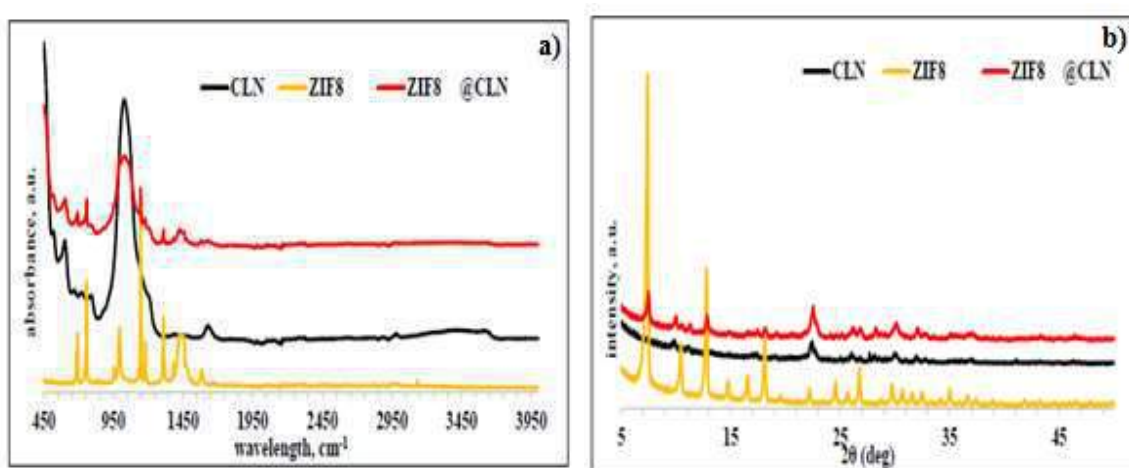 a)
CLN ZIF8 ZIF8 @CLN
absorbance, a.u.
450 950 1450 1950 2450 2950 3450 3950
wavelength, cm-1
b)
CLN ZIF8 ZIF8 @CLN
intensity, a.u.
5 15 25 35 45
2θ (deg)